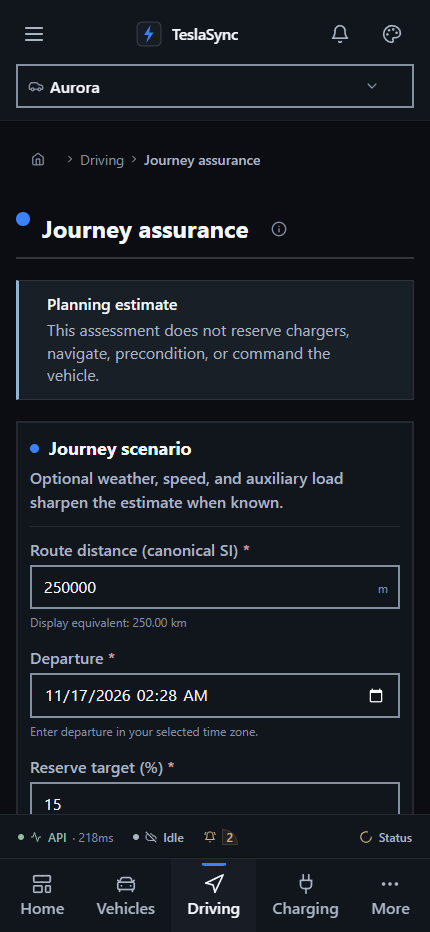 TeslaSync
Aurora
Driving
Journey assurance
Journey assurance
Planning estimate
This assessment does not reserve chargers,
navigate, precondition, or command the
vehicle.
Journey scenario
Optional weather, speed, and auxiliary load
sharpen the estimate when known.
Route distance (canonical SI) *
250000 m
Display equivalent: 250.00 km
Departure *
11/17/2026 02:28 AM
Enter departure in your selected time zone.
Reserve target (%) *
15
API · 218ms Idle 2 Status
Home Vehicles Driving Charging More